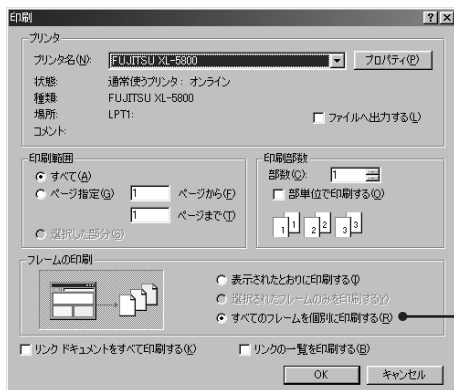 印刷
プリンタ
プリンタ名(N): FUJITSU XL-5800 プロパティ(P)
状態: 通常使うプリンタ: オンライン
種類: FUJITSU XL-5800
場所: LPT1:
コメント: ファイルへ出力する(L)
印刷範囲
すべて(A)
ページ指定(G) 1 ページから(F)
1 ページまで(T)
選択した部分(S)
印刷部数
部数(C): 1
部単位で印刷する(O)
1 1 2 2 3 3
フレームの印刷
表示されたとおりに印刷する(I)
選択されたフレームのみを印刷する(Y)
すべてのフレームを個別に印刷する(R)
リンク ドキュメントをすべて印刷する(K) リンクの一覧を印刷する(B)
OK キャンセル